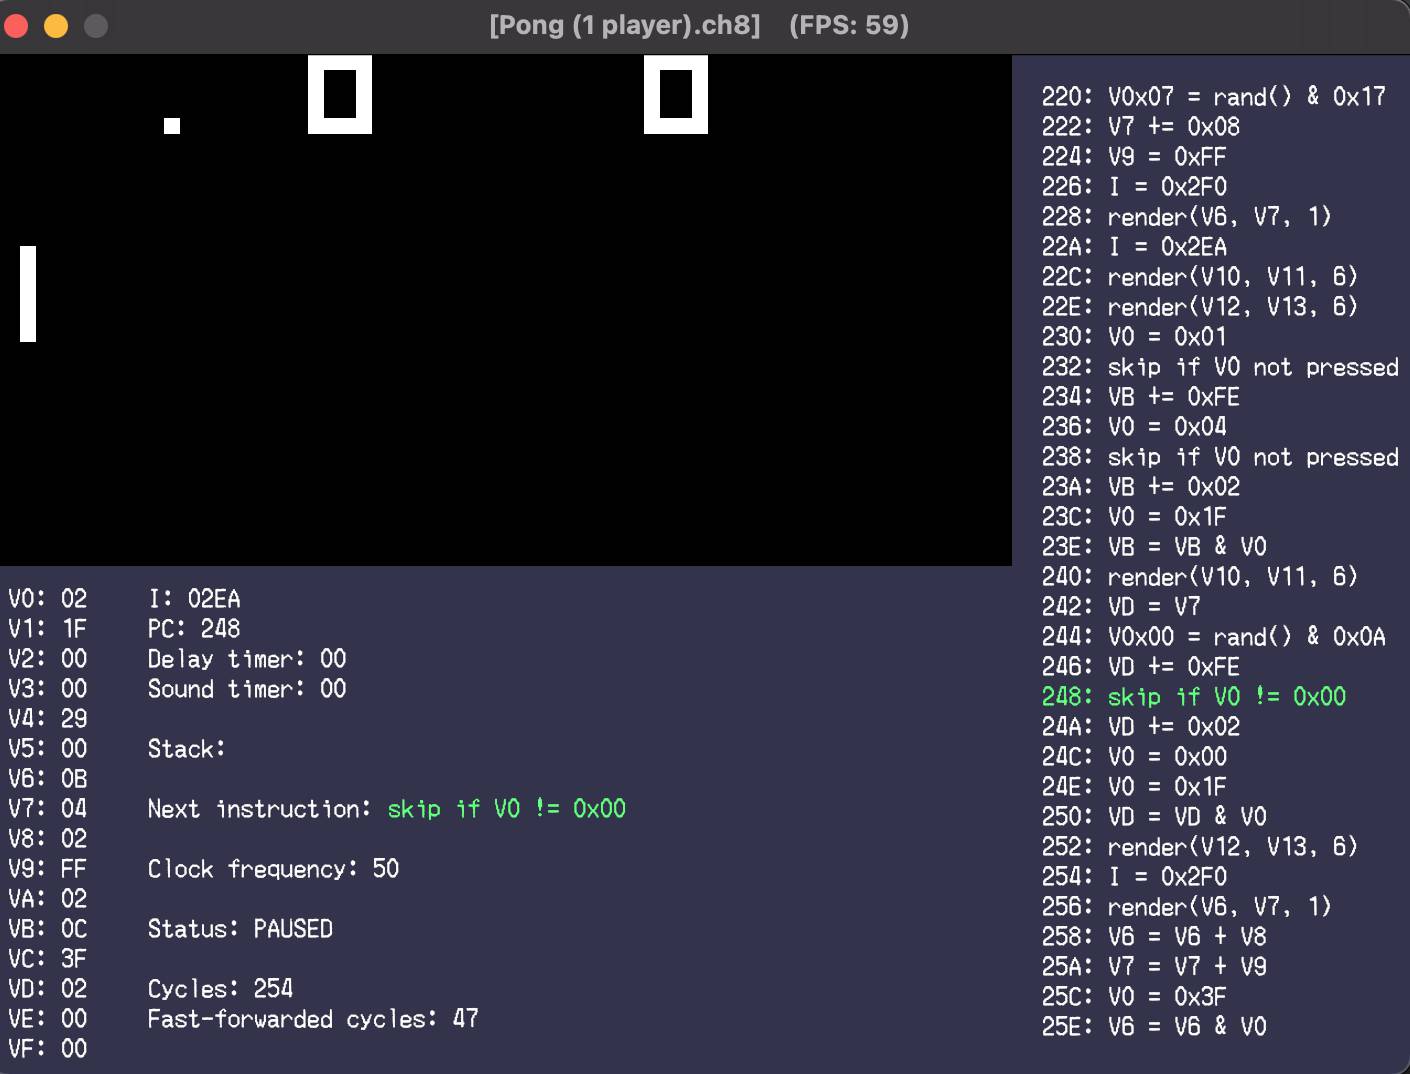 [Pong (1 player).ch8]    (FPS: 59)
220: V0x07 = rand() & 0x17
222: V7 += 0x08
224: V9 = 0xFF
226: I = 0x2F0
228: render(V6, V7, 1)
22A: I = 0x2EA
22C: render(V10, V11, 6)
22E: render(V12, V13, 6)
230: V0 = 0x01
232: skip if V0 not pressed
234: VB += 0xFE
236: V0 = 0x04
238: skip if V0 not pressed
23A: VB += 0x02
23C: V0 = 0x1F
23E: VB = VB & V0
240: render(V10, V11, 6)
242: VD = V7
244: V0x00 = rand() & 0x0A
246: VD += 0xFE
248: skip if V0 != 0x00
24A: VD += 0x02
24C: V0 = 0x00
24E: V0 = 0x1F
250: VD = VD & V0
252: render(V12, V13, 6)
254: I = 0x2F0
256: render(V6, V7, 1)
258: V6 = V6 + V8
25A: V7 = V7 + V9
25C: V0 = 0x3F
25E: V6 = V6 & V0
V0: 02    I: 02EA
V1: 1F    PC: 248
V2: 00    Delay timer: 00
V3: 00    Sound timer: 00
V4: 29
V5: 00    Stack:
V6: 0B
V7: 04    Next instruction: skip if V0 != 0x00
V8: 02
V9: FF    Clock frequency: 50
VA: 02
VB: 0C    Status: PAUSED
VC: 3F
VD: 02    Cycles: 254
VE: 00    Fast-forwarded cycles: 47
VF: 00